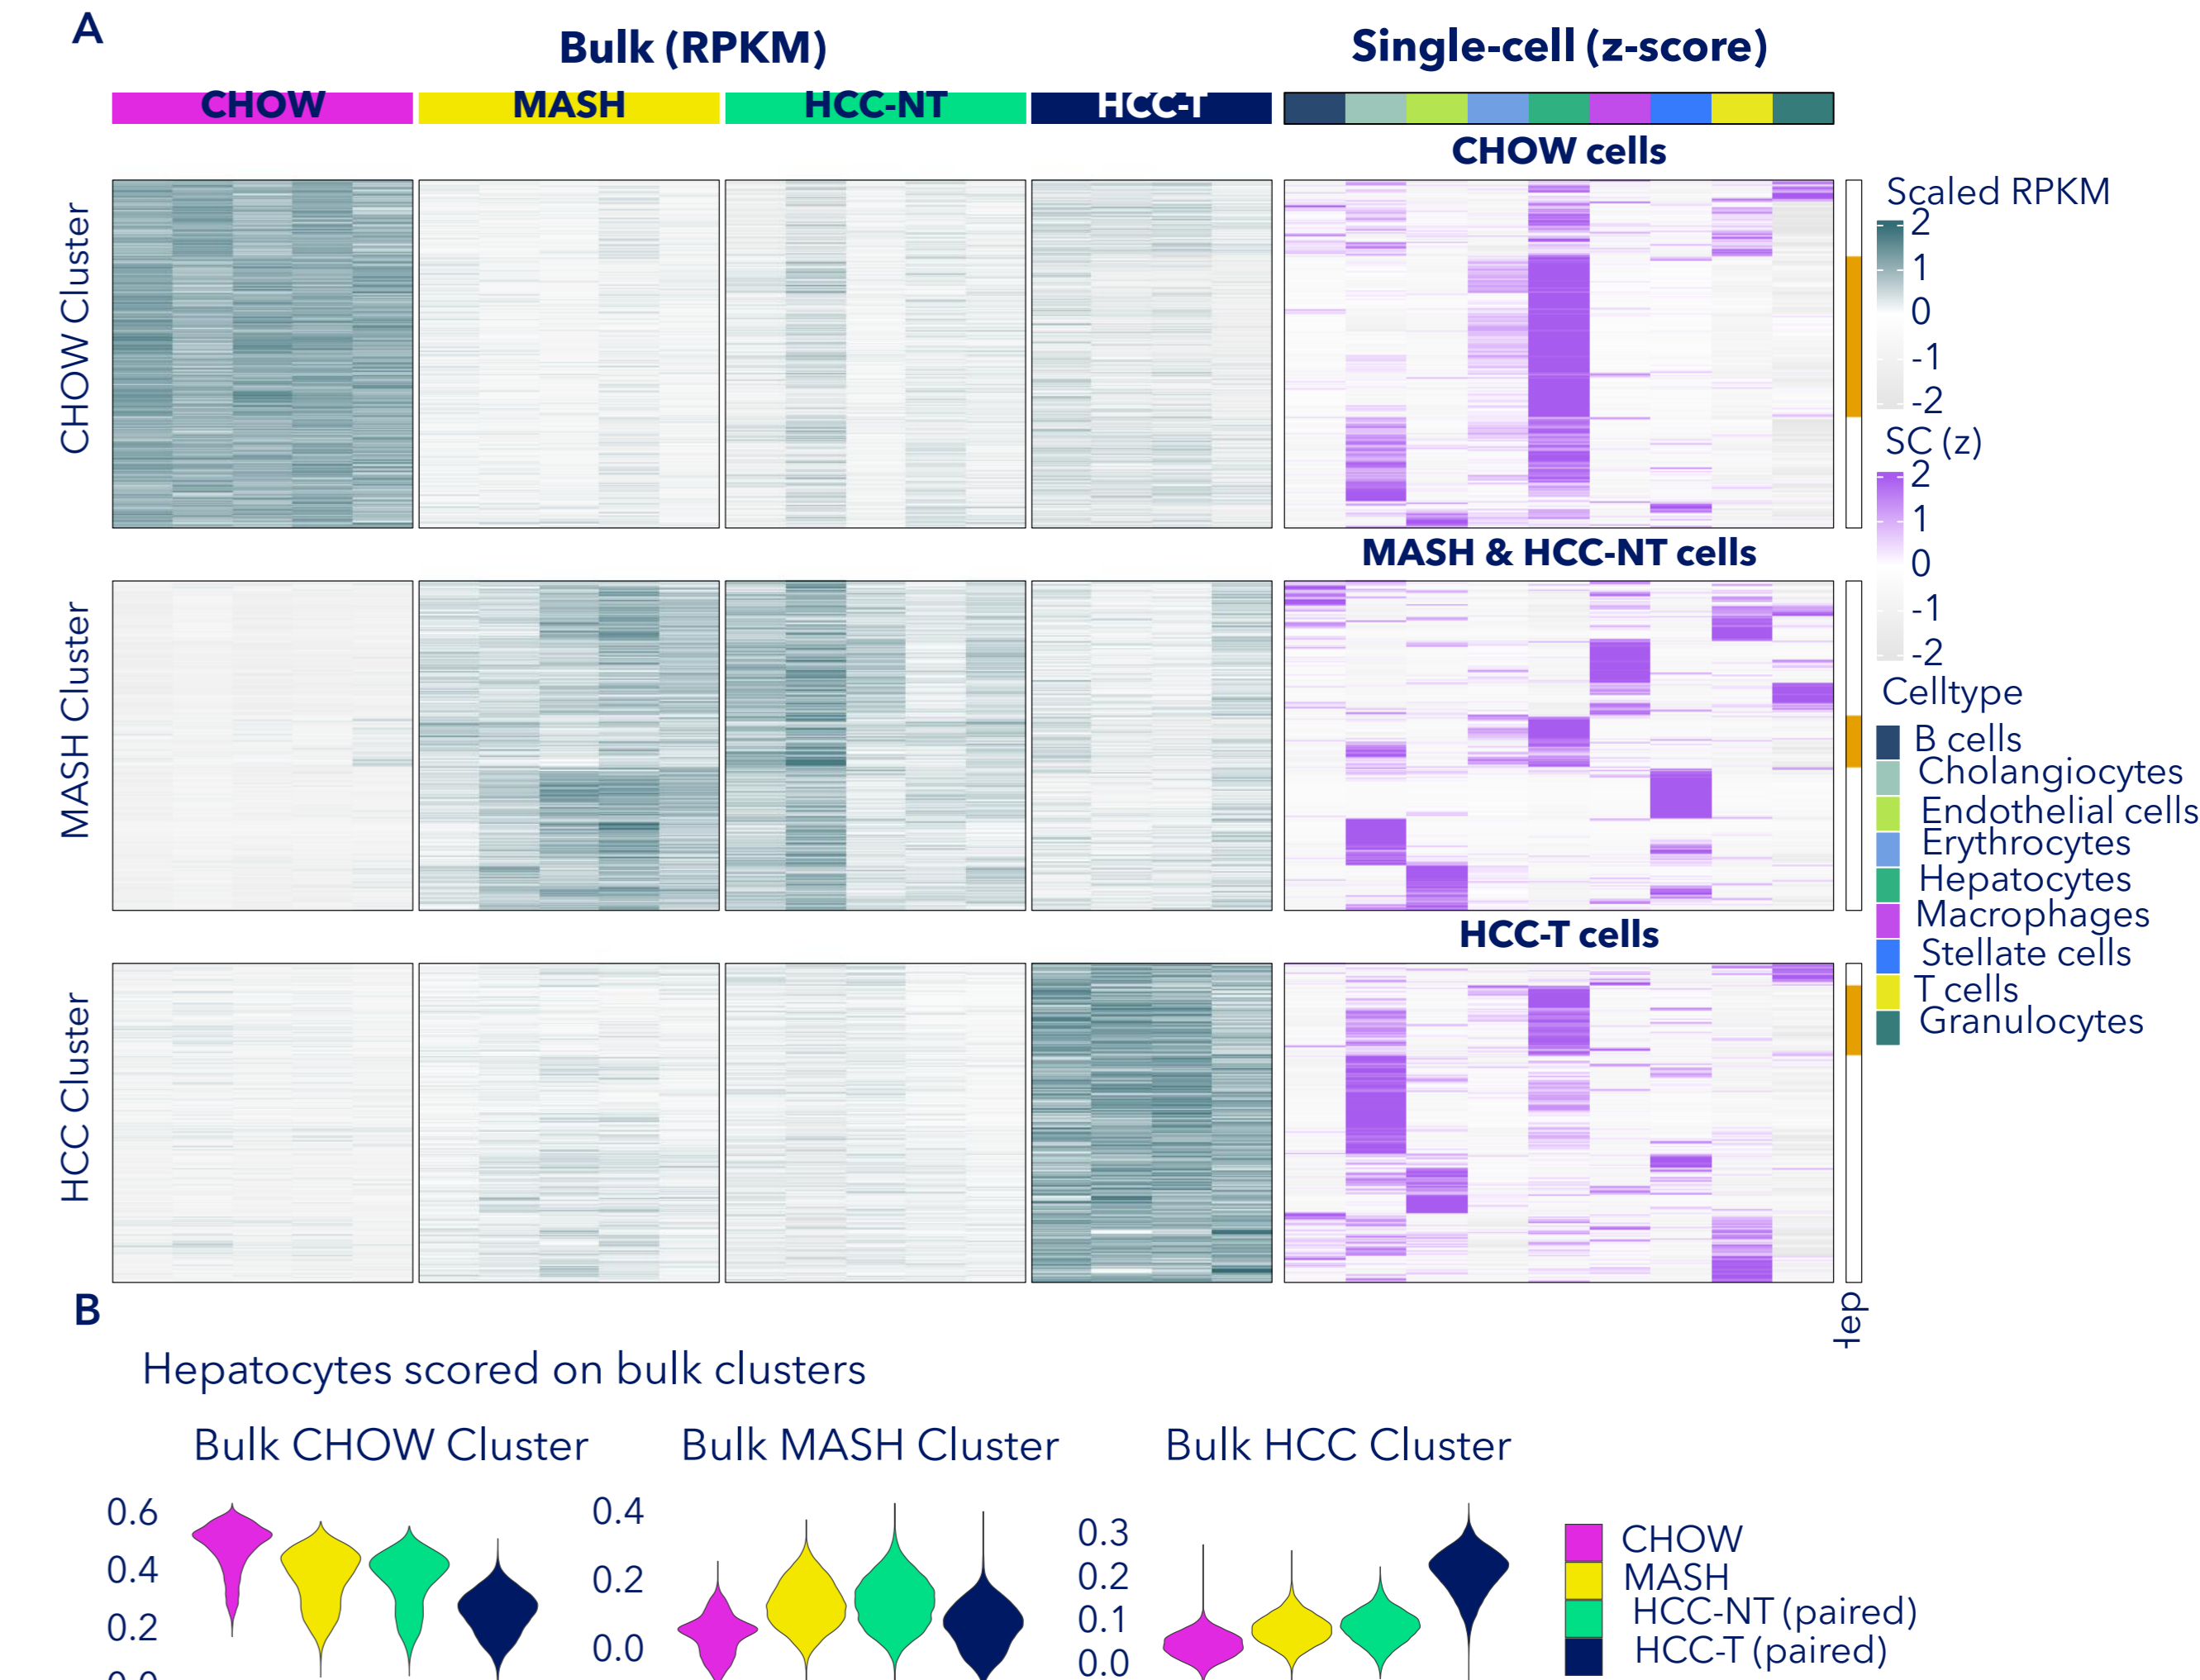 A
Bulk (RPKM)
Single-cell (z-score)
CHOW
MASH
HCC-NT
HCC-T
CHOW cells
CHOW Cluster
Scaled RPKM
2
1
0
-1
-2
SC (z)
2
1
0
-1
-2
MASH & HCC-NT cells
MASH Cluster
Celltype
B cells
Cholangiocytes
Endothelial cells
Erythrocytes
Hepatocytes
Macrophages
Stellate cells
T cells
Granulocytes
HCC-T cells
HCC Cluster
B
Hepatocytes scored on bulk clusters
Bulk CHOW Cluster
Bulk MASH Cluster
Bulk HCC Cluster
0.6
0.4
0.2
0.4
0.2
0.0
0.3
0.2
0.1
0.0
CHOW
MASH
HCC-NT (paired)
HCC-T (paired)